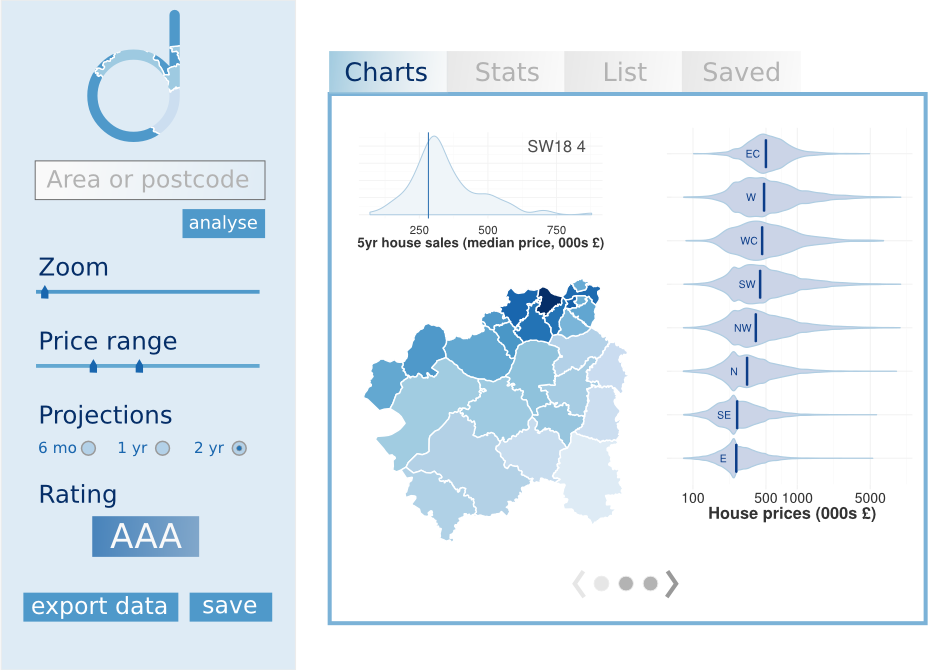 Area or postcode
analyse
Zoom
Price range
Projections
6 mo 1 yr 2 yr
Rating
AAA
export data save
Charts Stats List Saved
SW18 4
250 500 750
5yr house sales (median price, 000s £)
EC
W
WC
SW
NW
N
SE
E
100 500 1000 5000
House prices (000s £)